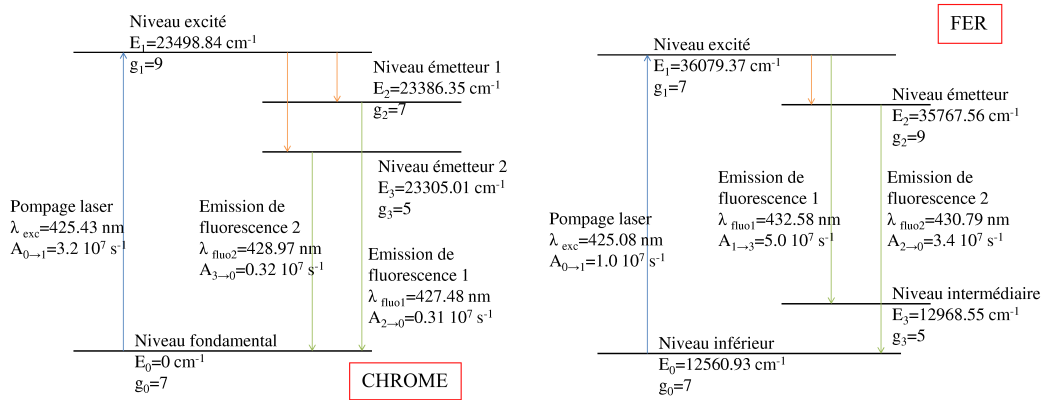 Niveau excité
E₁=23498.84 cm⁻¹
g₁=9
Niveau émetteur 1
E₂=23386.35 cm⁻¹
g₂=7
Niveau émetteur 2
E₃=23305.01 cm⁻¹
g₃=5
Pompage laser
λ exc=425.43 nm
A₀→₁=3.2 10⁷ s⁻¹
Emission de
fluorescence 2
λ fluo2=428.97 nm
A₃→₀=0.32 10⁷ s⁻¹
Emission de
fluorescence 1
λ fluo1=427.48 nm
A₂→₀=0.31 10⁷ s⁻¹
Niveau fondamental
E₀=0 cm⁻¹
g₀=7
CHROME
FER
Niveau excité
E₁=36079.37 cm⁻¹
g₁=7
Niveau émetteur
E₂=35767.56 cm⁻¹
g₂=9
Pompage laser
λ exc=425.08 nm
A₀→₁=1.0 10⁷ s⁻¹
Emission de
fluorescence 1
λ fluo1=432.58 nm
A₁→₃=5.0 10⁷ s⁻¹
Emission de
fluorescence 2
λ fluo2=430.79 nm
A₂→₀=3.4 10⁷ s⁻¹
Niveau intermédiaire
E₃=12968.55 cm⁻¹
g₃=5
Niveau inférieur
E₀=12560.93 cm⁻¹
g₀=7